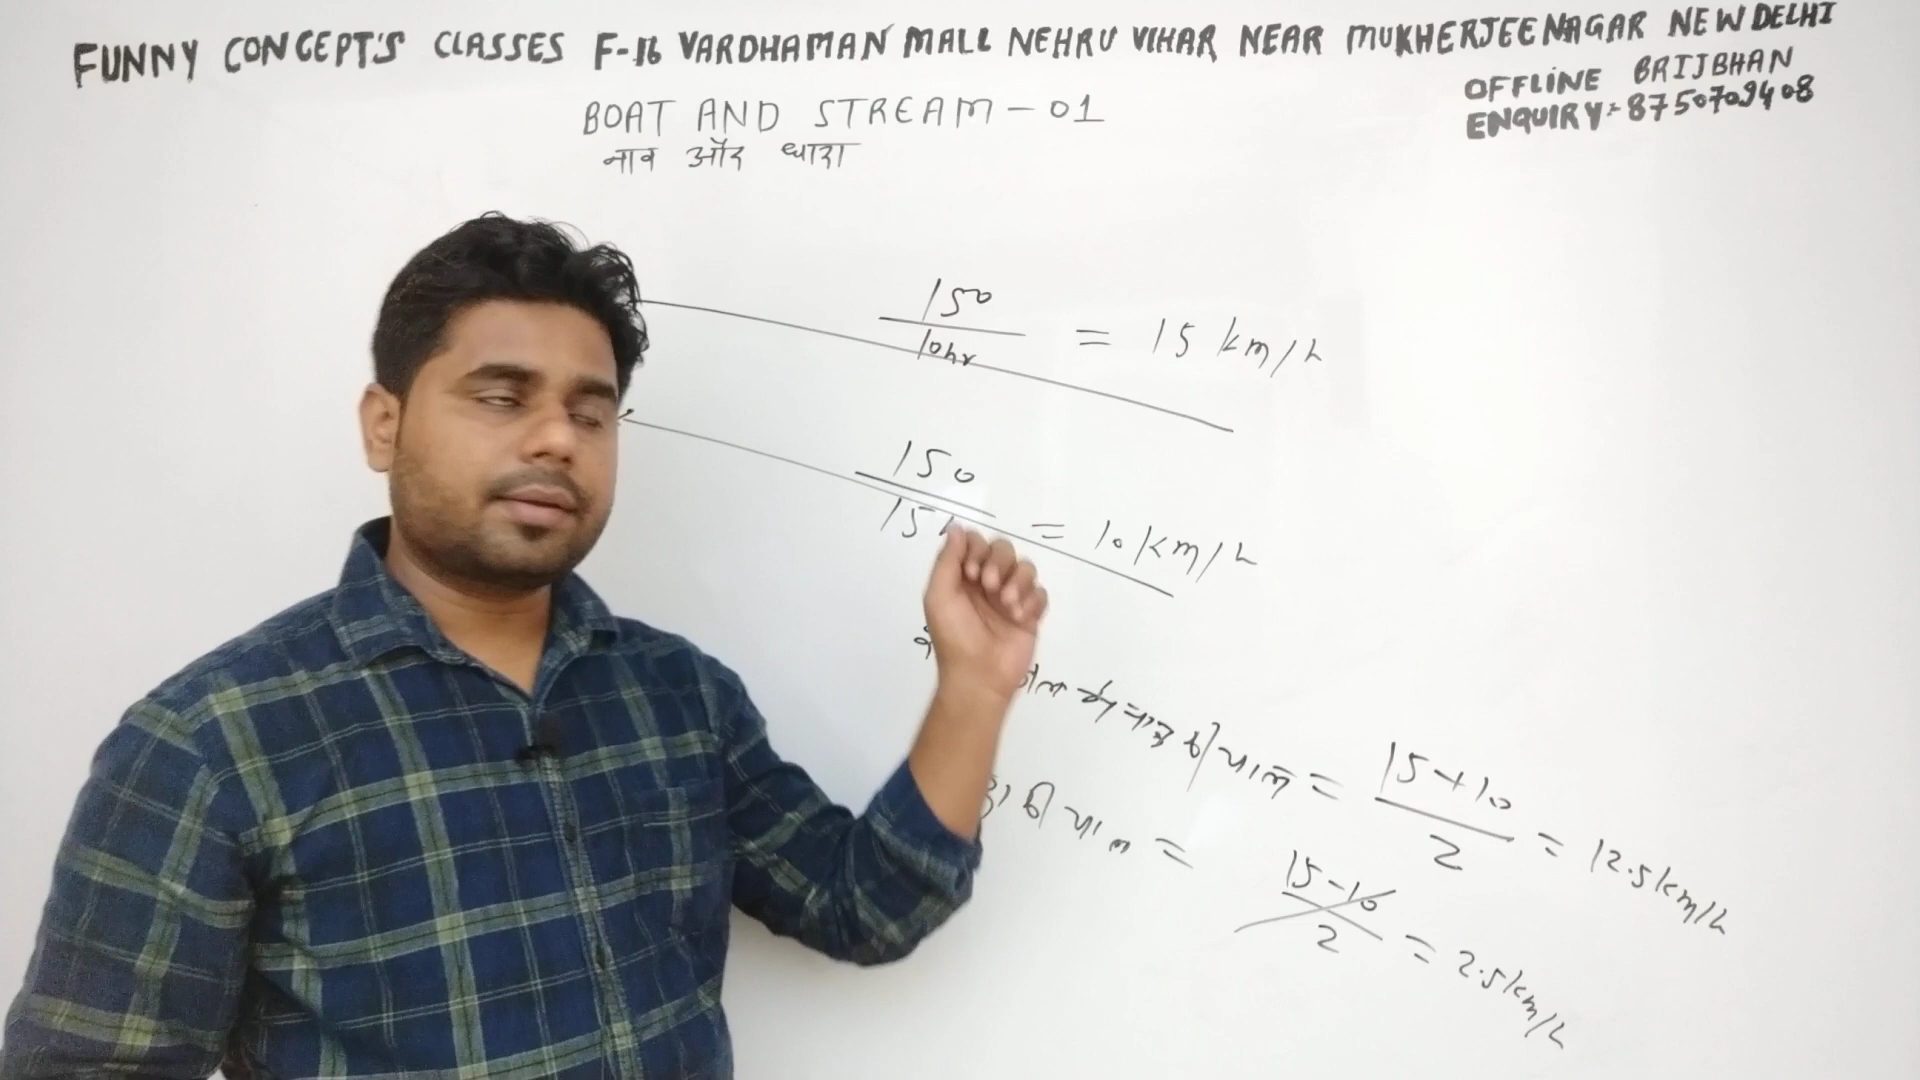 FUNNY CONCEPT'S CLASSES F-16 VARDHAMAN MALL NEHRU VIHAR NEAR MUKHERJEE NAGAR NEW DELHI
OFFLINE BRIJBHAN
ENQUIRY:- 8750709408
BOAT AND STREAM-01
नाव और धारा
150
10hr
= 15 km/h
150
15
= 10 km/h
की चाल = 15+10
2
= 12.5 km/h
की चाल = 15-10
2
= 2.5 km/h